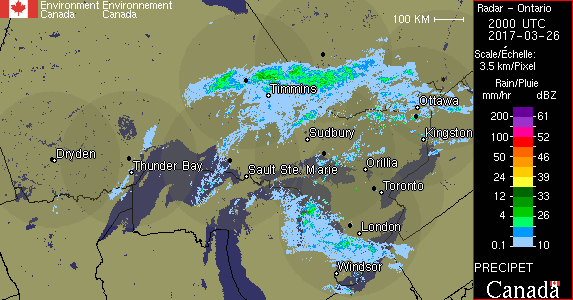 Environment Environnement
Canada Canada
100 KM
Timmins
Ottawa
Sudbury
Kingston
Dryden
Thunder Bay
Sault Ste. Marie
Orillia
Toronto
London
Windsor
Radar - Ontario
2000 UTC
2017-03-26
Scale/Échelle:
3.5 km/Pixel
Rain/Pluie
mm/hr dBZ
200 61
100 52
50 46
24 39
12 33
4 26
0.1 10
PRECIPET
Canada